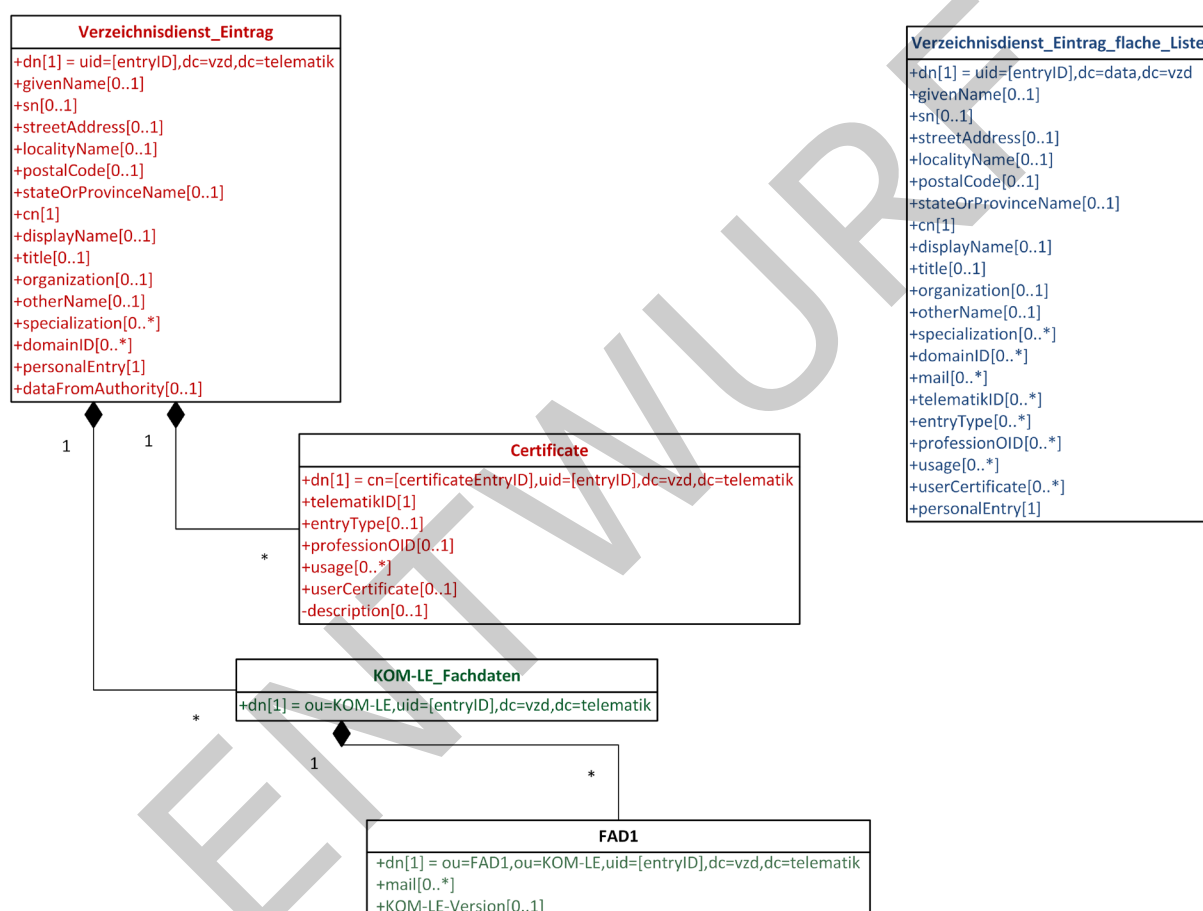 Verzeichnisdienst_Eintrag
+dn[1] = uid=[entryID],dc=vzd,dc=telematik
+givenName[0..1]
+sn[0..1]
+streetAddress[0..1]
+localityName[0..1]
+postalCode[0..1]
+stateOrProvinceName[0..1]
+cn[1]
+displayName[0..1]
+title[0..1]
+organization[0..1]
+otherName[0..1]
+specialization[0..*]
+domainID[0..*]
+personalEntry[1]
+dataFromAuthority[0..1]
Verzeichnisdienst_Eintrag_flache_Liste
+dn[1] = uid=[entryID],dc=data,dc=vzd
+givenName[0..1]
+sn[0..1]
+streetAddress[0..1]
+localityName[0..1]
+postalCode[0..1]
+stateOrProvinceName[0..1]
+cn[1]
+displayName[0..1]
+title[0..1]
+organization[0..1]
+otherName[0..1]
+specialization[0..*]
+domainID[0..*]
+mail[0..*]
+telematikID[0..*]
+entryType[0..*]
+professionOID[0..*]
+usage[0..*]
+userCertificate[0..*]
+personalEntry[1]
1
1
Certificate
+dn[1] = cn=[certificateEntryID],uid=[entryID],dc=vzd,dc=telematik
+telematikID[1]
+entryType[0..1]
+professionOID[0..1]
+usage[0..*]
+userCertificate[0..1]
-description[0..1]
*
KOM-LE_Fachdaten
+dn[1] = ou=KOM-LE,uid=[entryID],dc=vzd,dc=telematik
*
1
*
FAD1
+dn[1] = ou=FAD1,ou=KOM-LE,uid=[entryID],dc=vzd,dc=telematik
+mail[0..*]
+KOM-LE-Version[0..1]
ENTWURF